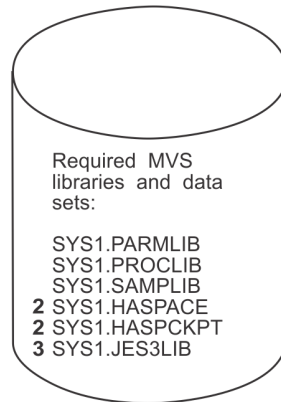 Required MVS
libraries and data
sets:
SYS1.PARMLIB
SYS1.PROCLIB
SYS1.SAMPLIB
2 SYS1.HASPACE
2 SYS1.HASPCKPT
3 SYS1.JES3LIB